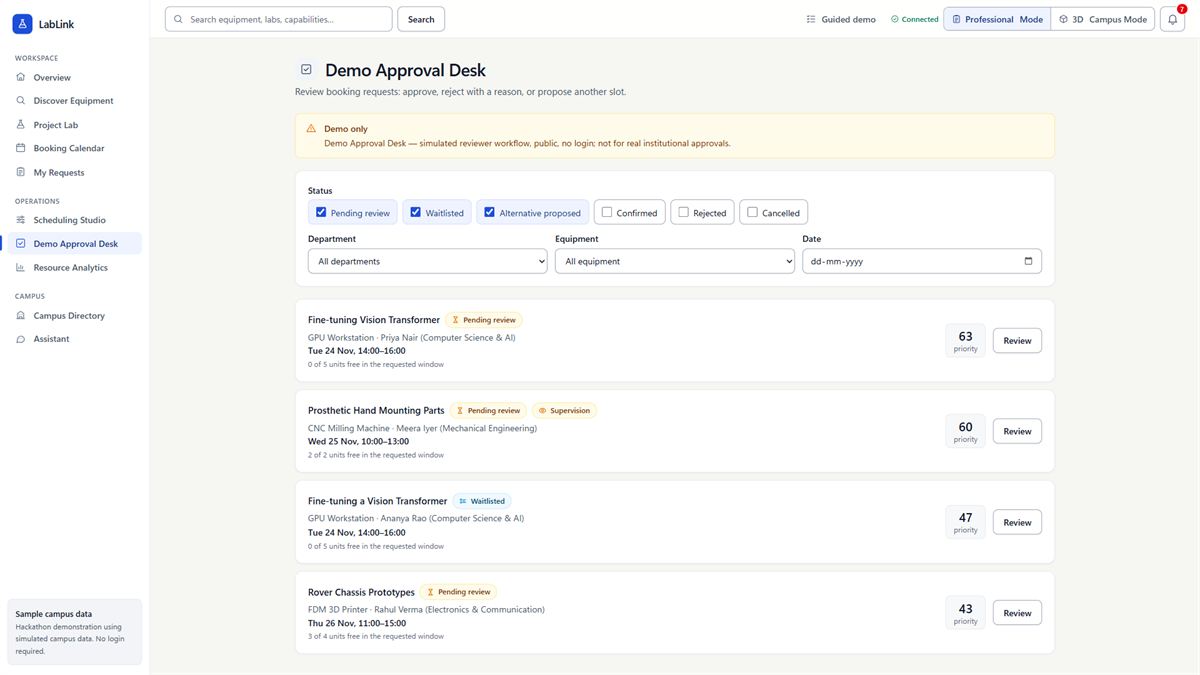 LabLink
Search equipment, labs, capabilities...
Search
Guided demo
Connected
Professional Mode
3D Campus Mode
7
WORKSPACE
Overview
Discover Equipment
Project Lab
Booking Calendar
My Requests
OPERATIONS
Scheduling Studio
Demo Approval Desk
Resource Analytics
CAMPUS
Campus Directory
Assistant
Sample campus data
Hackathon demonstration using
simulated campus data. No login
required.
Demo Approval Desk
Review booking requests: approve, reject with a reason, or propose another slot.
Demo only
Demo Approval Desk — simulated reviewer workflow, public, no login; not for real institutional approvals.
Status
Pending review
Waitlisted
Alternative proposed
Confirmed
Rejected
Cancelled
Department
Equipment
Date
All departments
All equipment
dd-mm-yyyy
Fine-tuning Vision Transformer
Pending review
GPU Workstation · Priya Nair (Computer Science & AI)
Tue 24 Nov, 14:00–16:00
0 of 5 units free in the requested window
63
priority
Review
Prosthetic Hand Mounting Parts
Pending review
Supervision
CNC Milling Machine · Meera Iyer (Mechanical Engineering)
Wed 25 Nov, 10:00–13:00
2 of 2 units free in the requested window
60
priority
Review
Fine-tuning a Vision Transformer
Waitlisted
GPU Workstation · Ananya Rao (Computer Science & AI)
Tue 24 Nov, 14:00–16:00
0 of 5 units free in the requested window
47
priority
Review
Rover Chassis Prototypes
Pending review
FDM 3D Printer · Rahul Verma (Electronics & Communication)
Thu 26 Nov, 11:00–15:00
3 of 4 units free in the requested window
43
priority
Review